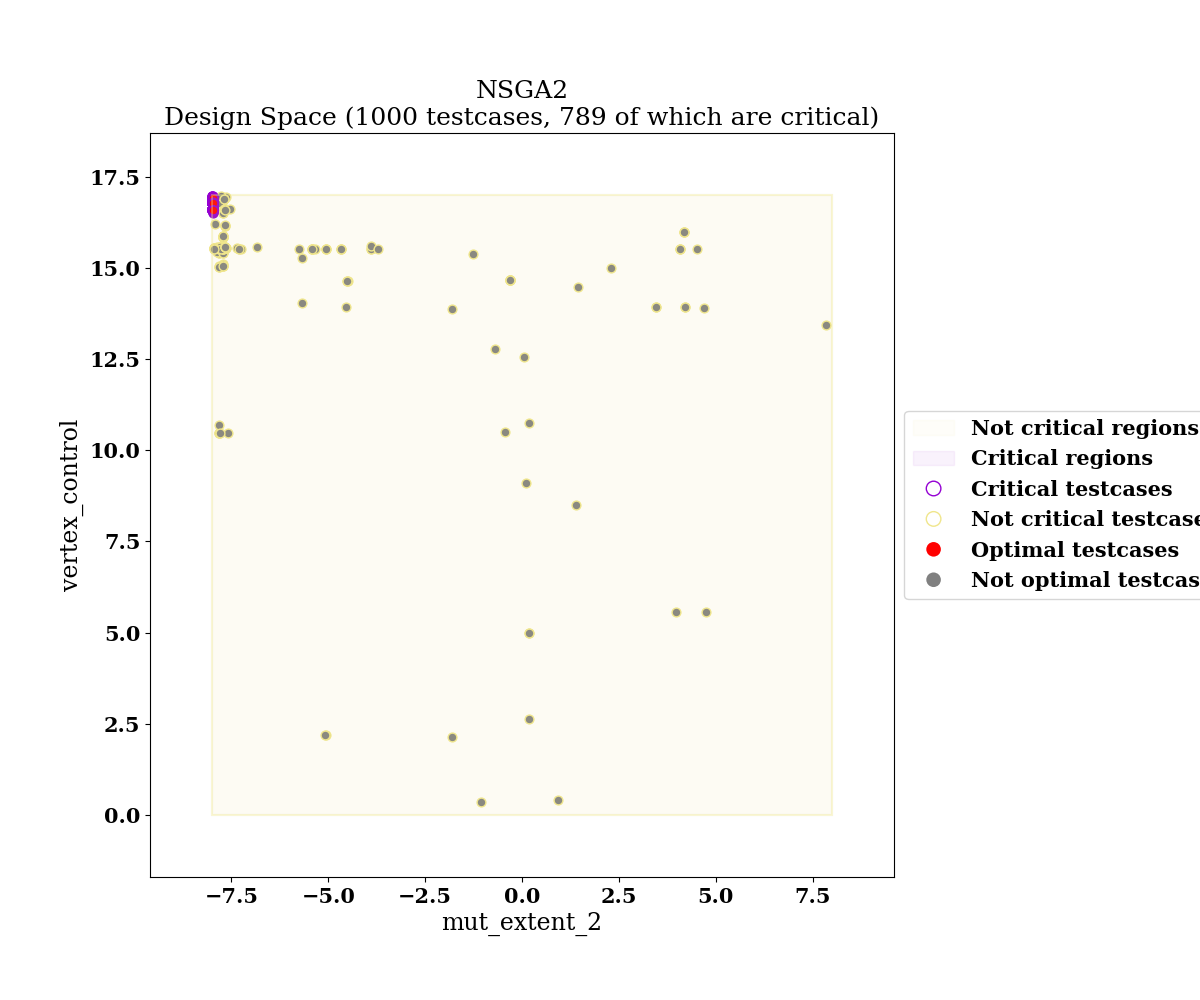 NSGA2
Design Space (1000 testcases, 789 of which are critical)
17.5
15.0
12.5
10.0
7.5
5.0
2.5
0.0
vertex_control
−7.5 −5.0 −2.5 0.0 2.5 5.0 7.5
mut_extent_2
Not critical regions
Critical regions
Critical testcases
Not critical testcase
Optimal testcases
Not optimal testcas